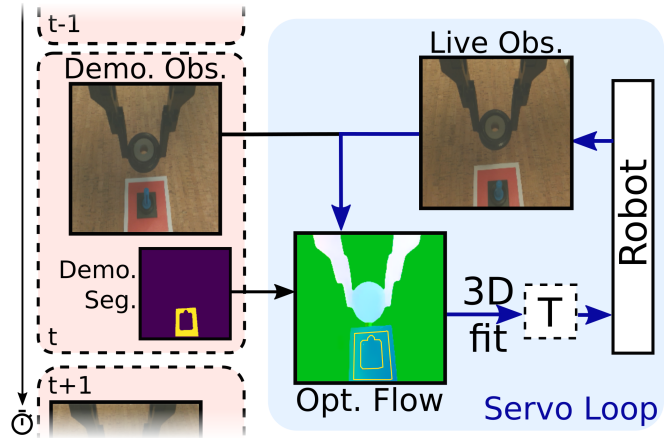 t-1
Demo. Obs.
Live Obs.
Robot
Demo.
Seg.
3D
fit
T
t
t+1
Opt. Flow
Servo Loop